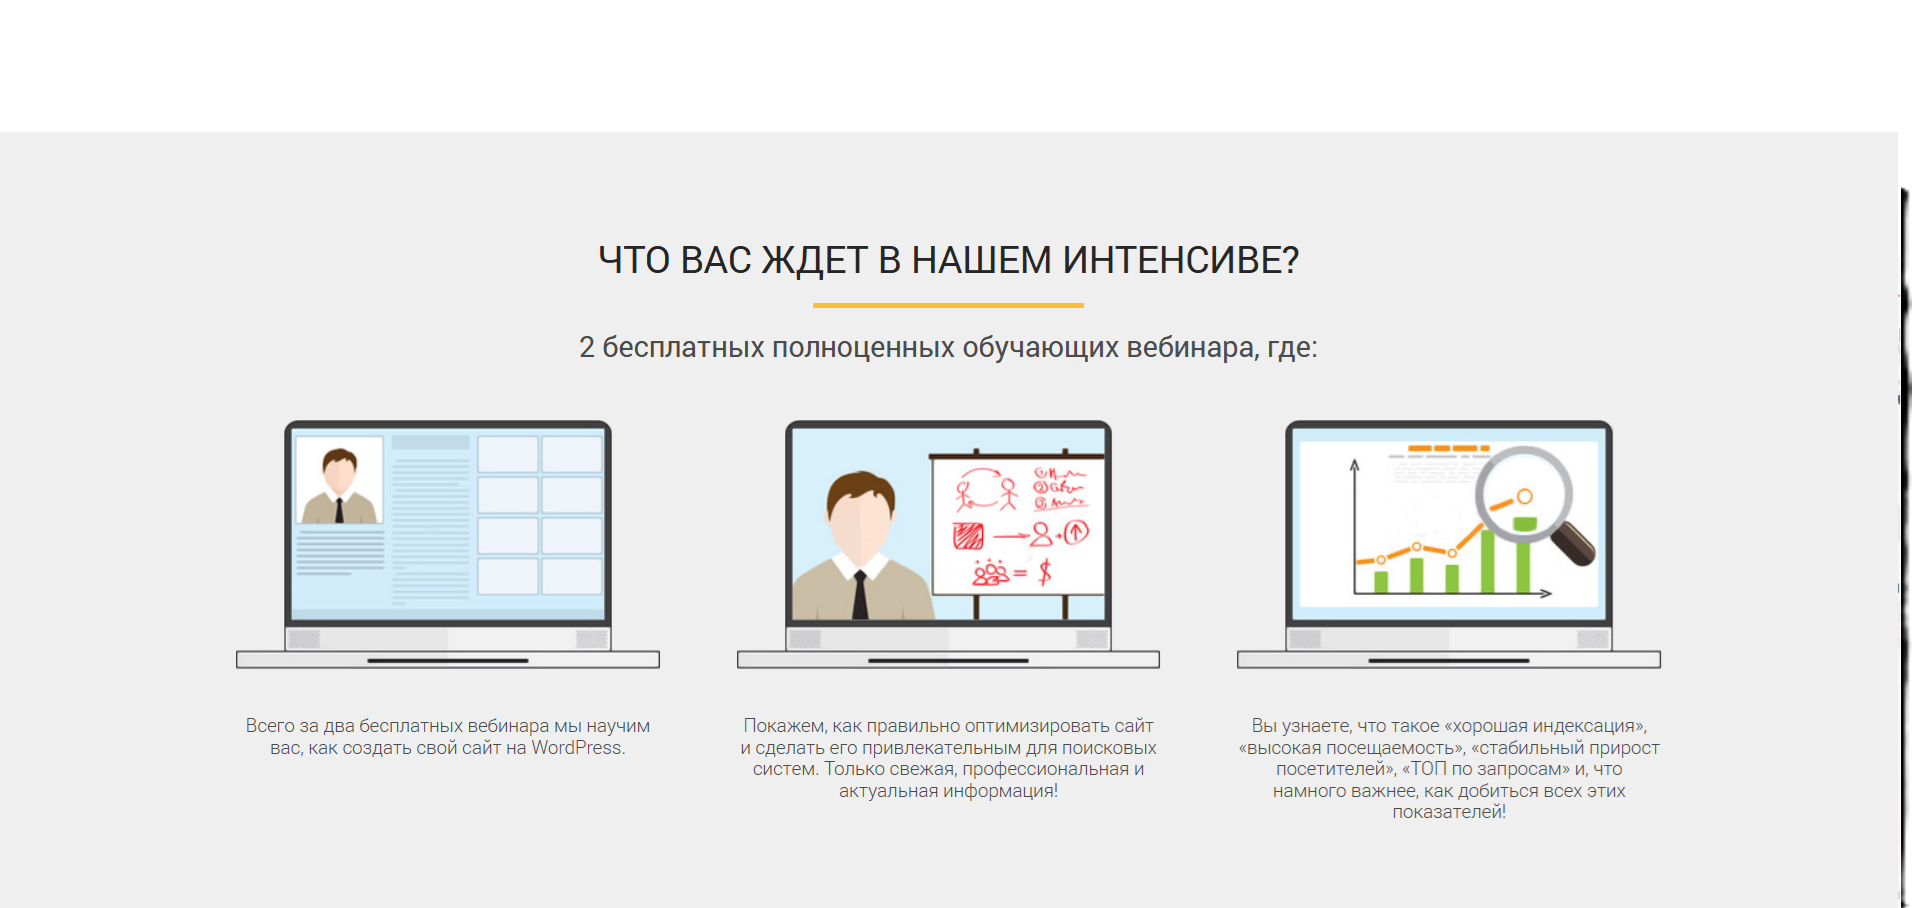 ЧТО ВАС ЖДЕТ В НАШЕМ ИНТЕНСИВЕ?
2 бесплатных полноценных обучающих вебинара, где:
Всего за два бесплатных вебинара мы научим
вас, как создать свой сайт на WordPress.
Покажем, как правильно оптимизировать сайт
и сделать его привлекательным для поисковых
систем. Только свежая, профессиональная и
актуальная информация!
Вы узнаете, что такое «хорошая индексация»,
«высокая посещаемость», «стабильный прирост
посетителей», «ТОП по запросам» и, что
намного важнее, как добиться всех этих
показателей!